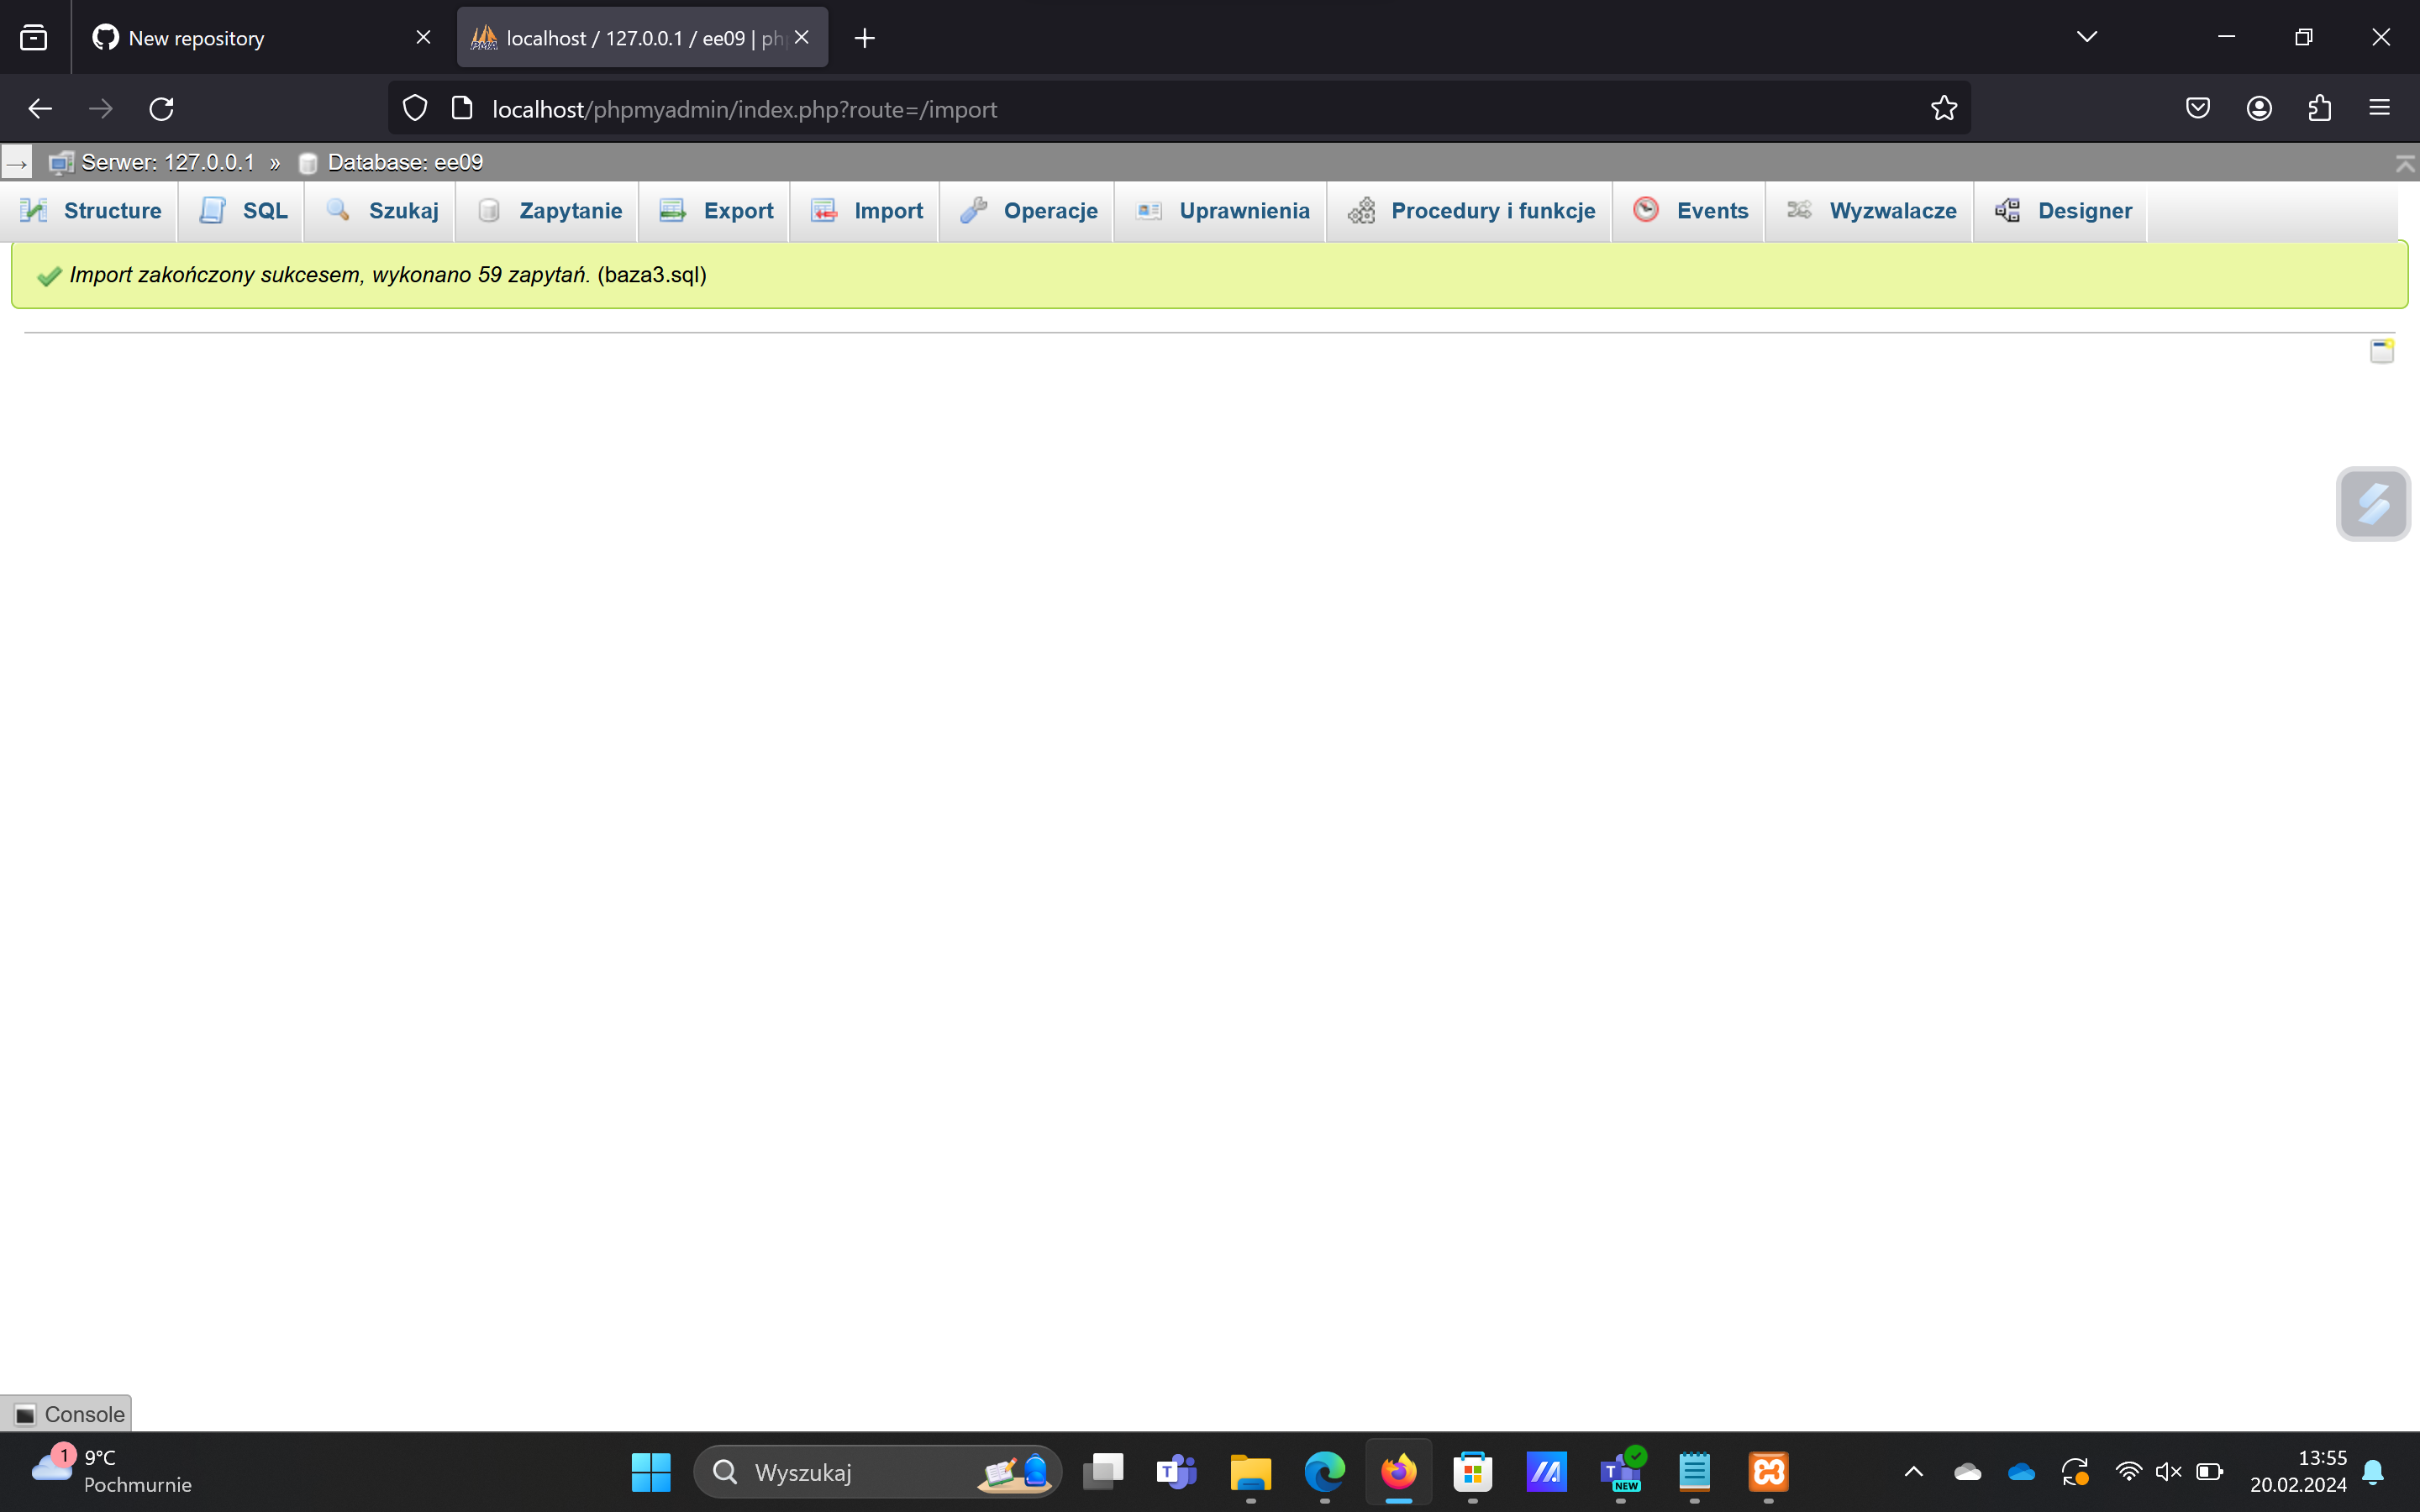 New repository
localhost / 127.0.0.1 / ee09 | ph
localhost/phpmyadmin/index.php?route=/import
Serwer: 127.0.0.1 » Database: ee09
Structure SQL Szukaj Zapytanie Export Import Operacje Uprawnienia Procedury i funkcje Events Wyzwalacze Designer
Import zakończony sukcesem, wykonano 59 zapytań. (baza3.sql)
Console
1 9°C
Pochmurnie
Wyszukaj
NEW
13:55
20.02.2024